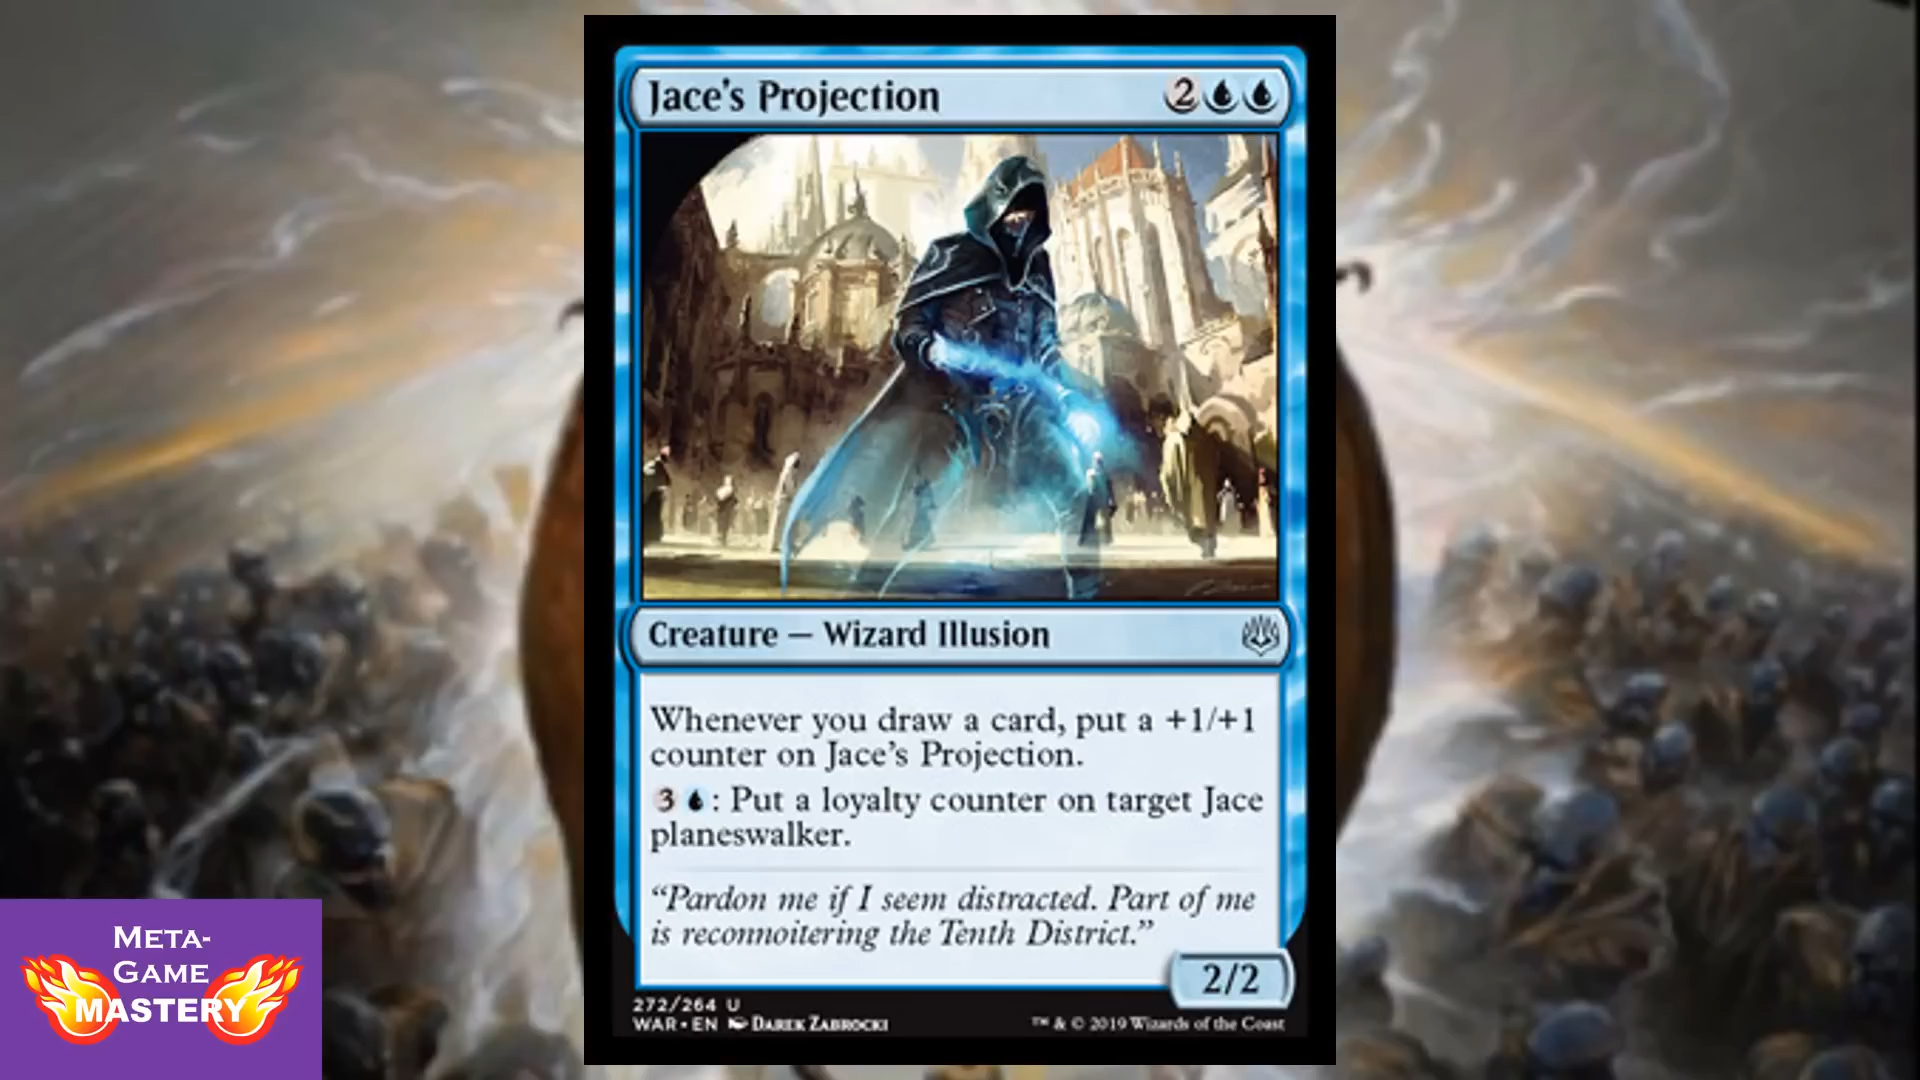 Jace's Projection 2
Creature — Wizard Illusion
Whenever you draw a card, put a +1/+1
counter on Jace's Projection.
3 : Put a loyalty counter on target Jace
planeswalker.
"Pardon me if I seem distracted. Part of me
is reconnoitering the Tenth District."
2/2
272/264 U
WAR • EN DAREK ZABROCKI
™ & © 2019 Wizards of the Coast
META-
GAME
MASTERY